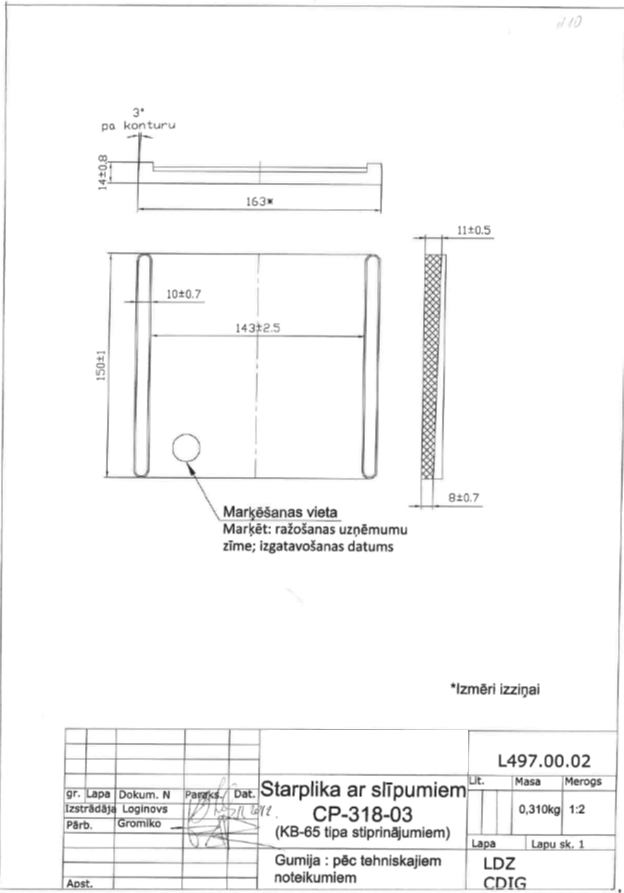 3°
pa konturu
14±0.8
163*
11±0.5
10±0.7
143±2.5
150±1
8±0.7
Marķēšanas vieta
Marķēt: ražošanas uzņēmumu
zīme; izgatavošanas datums
*Izmēri izziņai
L497.00.02
gr. Lapa Dokum. N Paraks. Dat.
Izstrādāja Loginovs
Pārb. Gromiko
Apst.
Starplika ar slīpumiem
CP-318-03
(KB-65 tipa stiprinājumiem)
Gumija : pēc tehniskajiem
noteikumiem
Lit. Masa Merogs
0,310kg 1:2
Lapa Lapu sk. 1
LDZ
CDIG